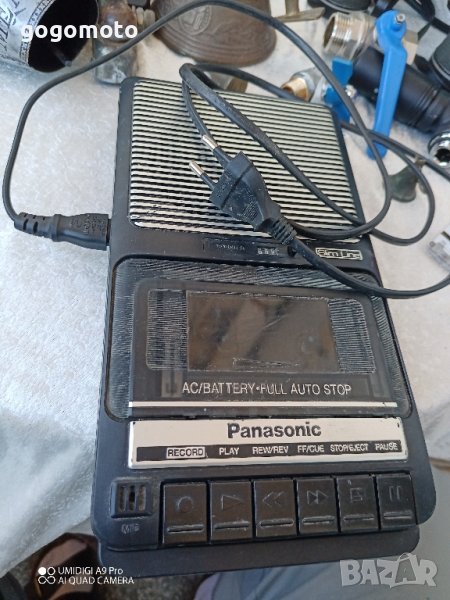 gogomoto
Slim Line
AC/BATTERY•FULL AUTO STOP
Panasonic
RECORD PLAY REW/REV FF/CUE STOP/EJECT PAUSE
UMIDIGI A9 Pro
AI QUAD CAMERA
BAZAR